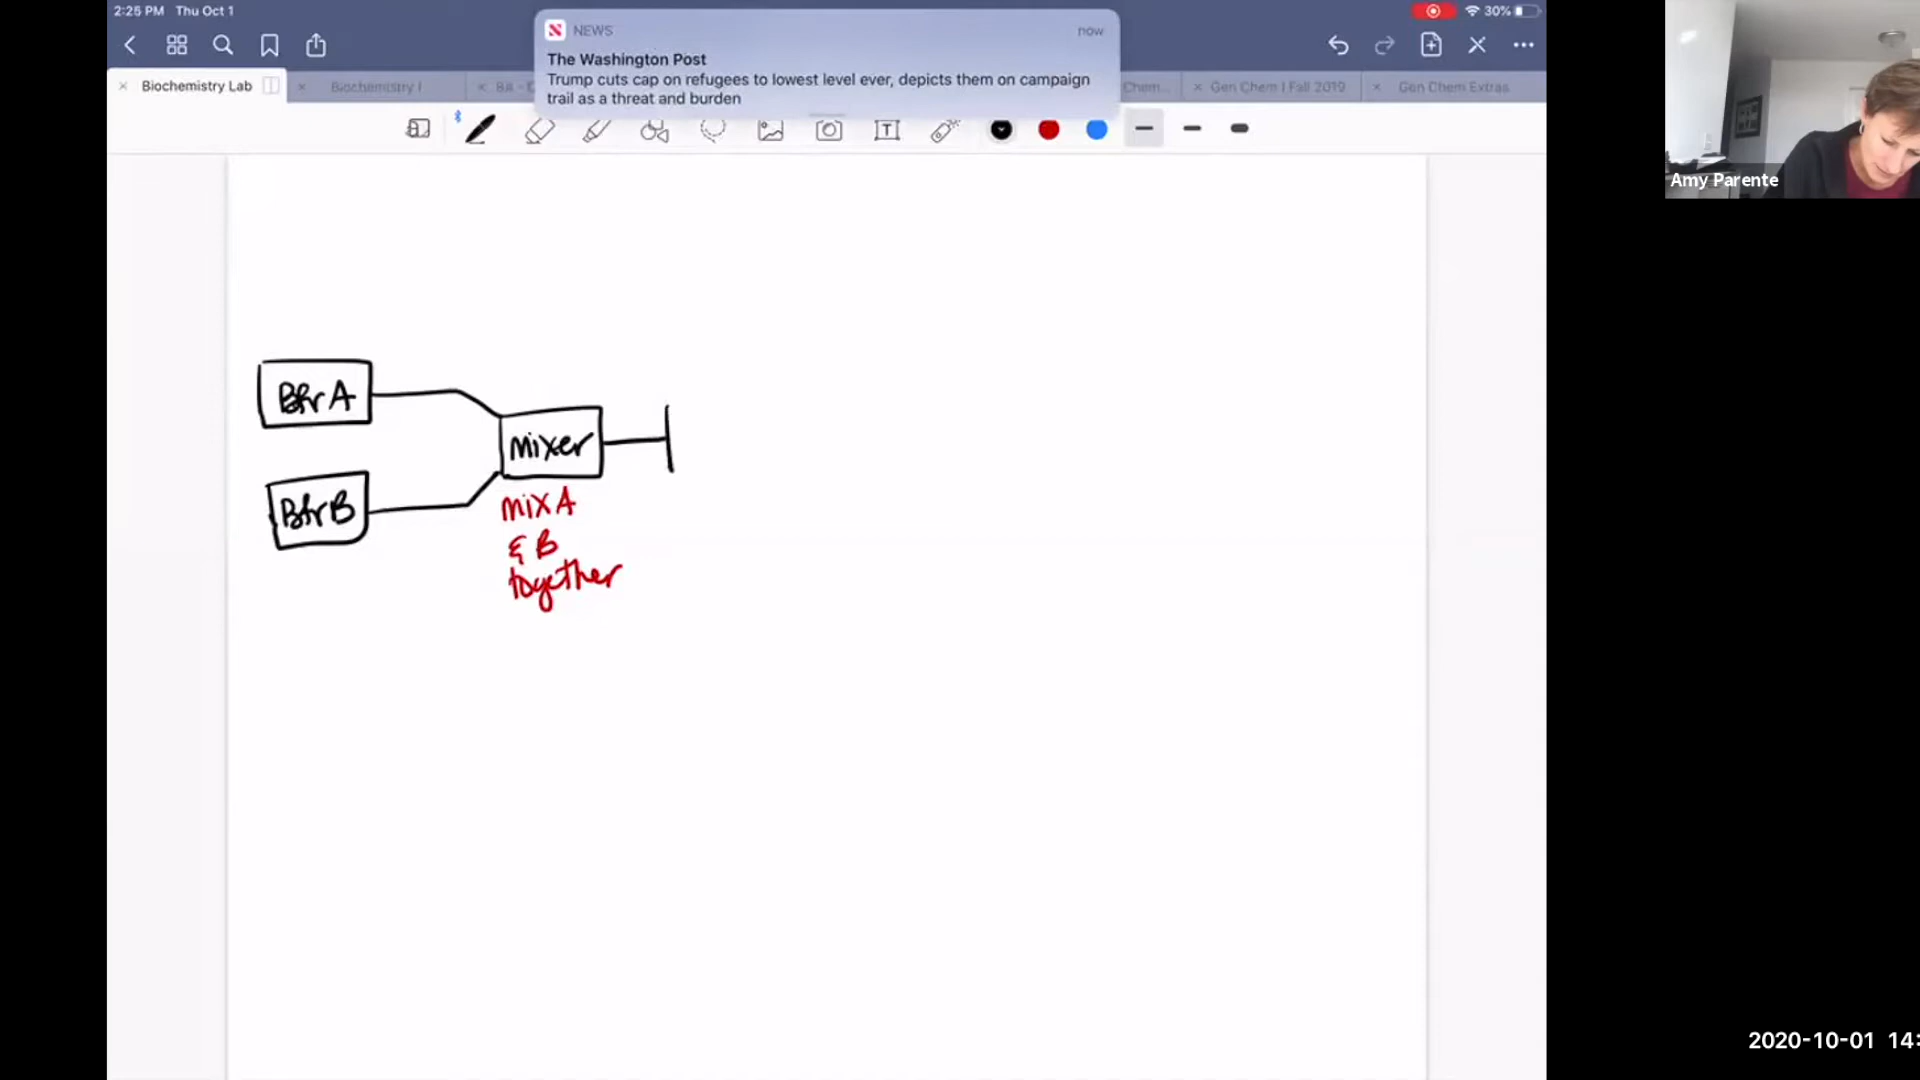 2:25 PM Thu Oct 1
30%
NEWS
now
The Washington Post
Trump cuts cap on refugees to lowest level ever, depicts them on campaign
trail as a threat and burden
Biochemistry Lab
Biochemistry I
Chem...
Gen Chem I Fall 2019
Gen Chem Extras
T
Amy Parente
Bfr A
mixer
Bfr B
mix A
& B
together
2020-10-01 14: